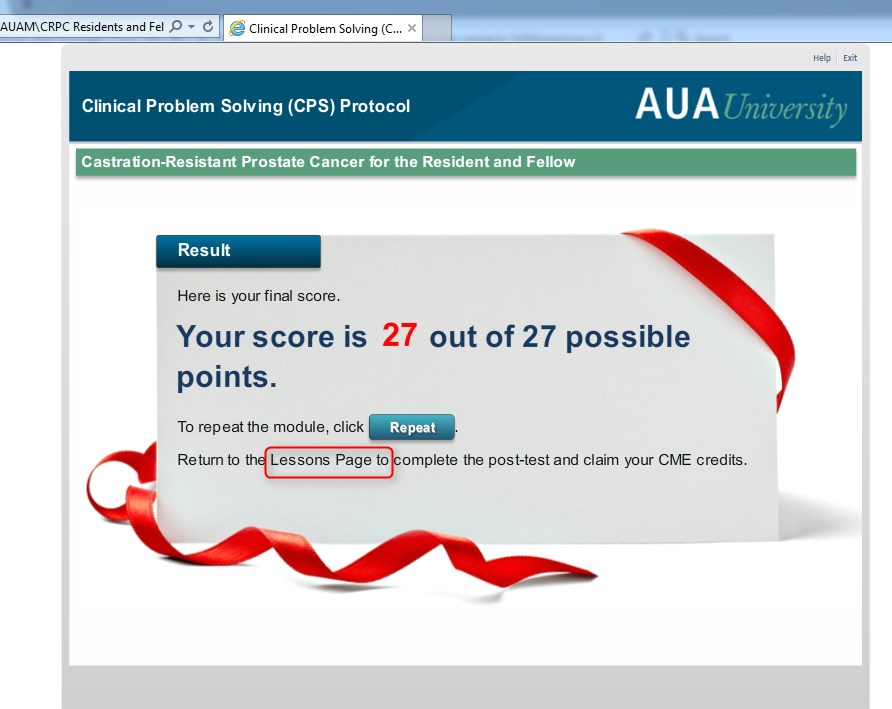 AUAM\CRPC Residents and Fel
Clinical Problem Solving (C...
Help Exit
Clinical Problem Solving (CPS) Protocol
AUA University
Castration-Resistant Prostate Cancer for the Resident and Fellow
Result
Here is your final score.
Your score is 27 out of 27 possible
points.
To repeat the module, click Repeat.
Return to the Lessons Page to complete the post-test and claim your CME credits.